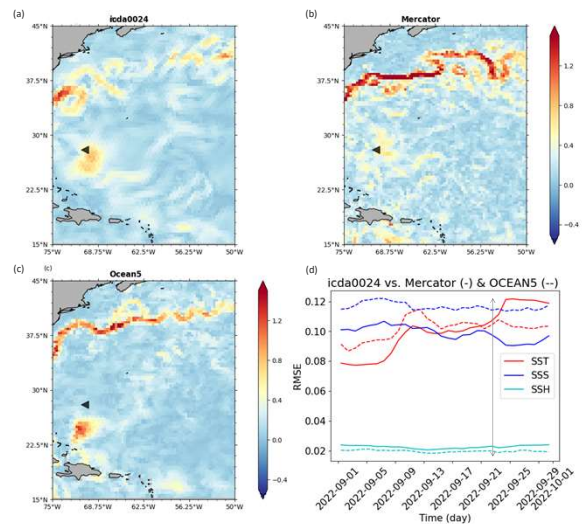 (a)
icda0024
45°N
37.5°N
30°N
22.5°N
15°N
75°W 68.75°W 62.5°W 56.25°W 50°W
(b)
Mercator
45°N
37.5°N
30°N
22.5°N
15°N
75°W 68.75°W 62.5°W 56.25°W 50°W
1.2
0.8
0.4
0.0
−0.4
(c)
Ocean5
45°N
37.5°N
30°N
22.5°N
15°N
75°W 68.75°W 62.5°W 56.25°W 50°W
1.2
0.8
0.4
0.0
−0.4
(d)
icda0024 vs. Mercator (-) & OCEAN5 (--)
0.12
0.10
0.08
0.06
0.04
0.02
RMSE
SST
SSS
SSH
2022-09-01
2022-09-05
2022-09-09
2022-09-13
2022-09-17
2022-09-21
2022-09-25
2022-09-29
2022-10-01
Time (day)